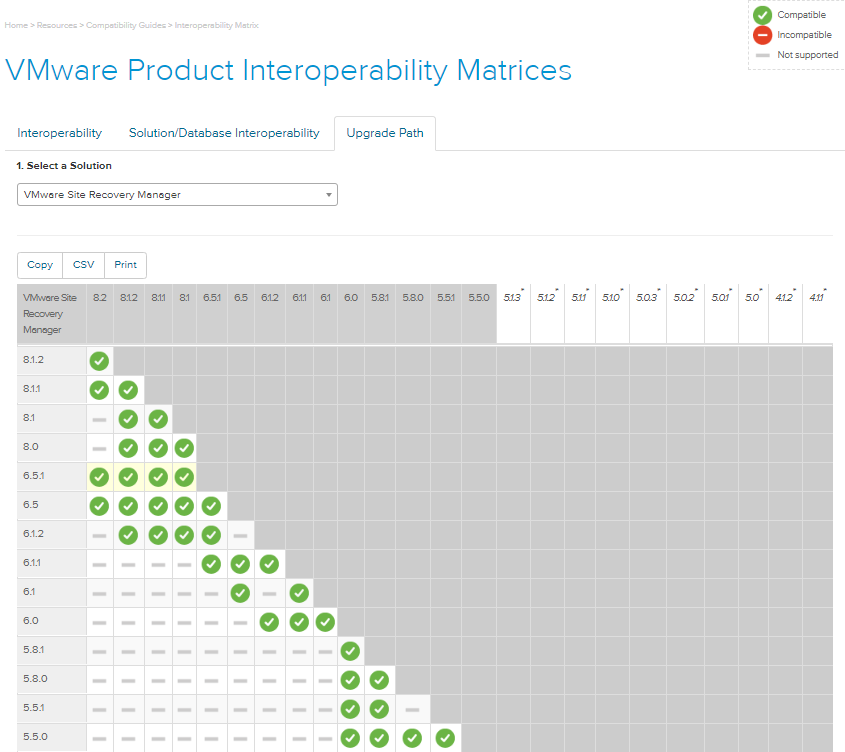 Compatible
Incompatible
Not supported
Home > Resources > Compatibility Guides > Interoperability Matrix
VMware Product Interoperability Matrices
Interoperability Solution/Database Interoperability Upgrade Path
1. Select a Solution
VMware Site Recovery Manager
Copy CSV Print
VMware Site Recovery Manager 8.2 8.1.2 8.1.1 8.1 6.5.1 6.5 6.1.2 6.1.1 6.1 6.0 5.8.1 5.8.0 5.5.1 5.5.0 5.1.3* 5.1.2* 5.1.1* 5.1.0* 5.0.3* 5.0.2* 5.0.1* 5.0* 4.1.2* 4.1.1*
8.1.2
8.1.1
8.1
8.0
6.5.1
6.5
6.1.2
6.1.1
6.1
6.0
5.8.1
5.8.0
5.5.1
5.5.0